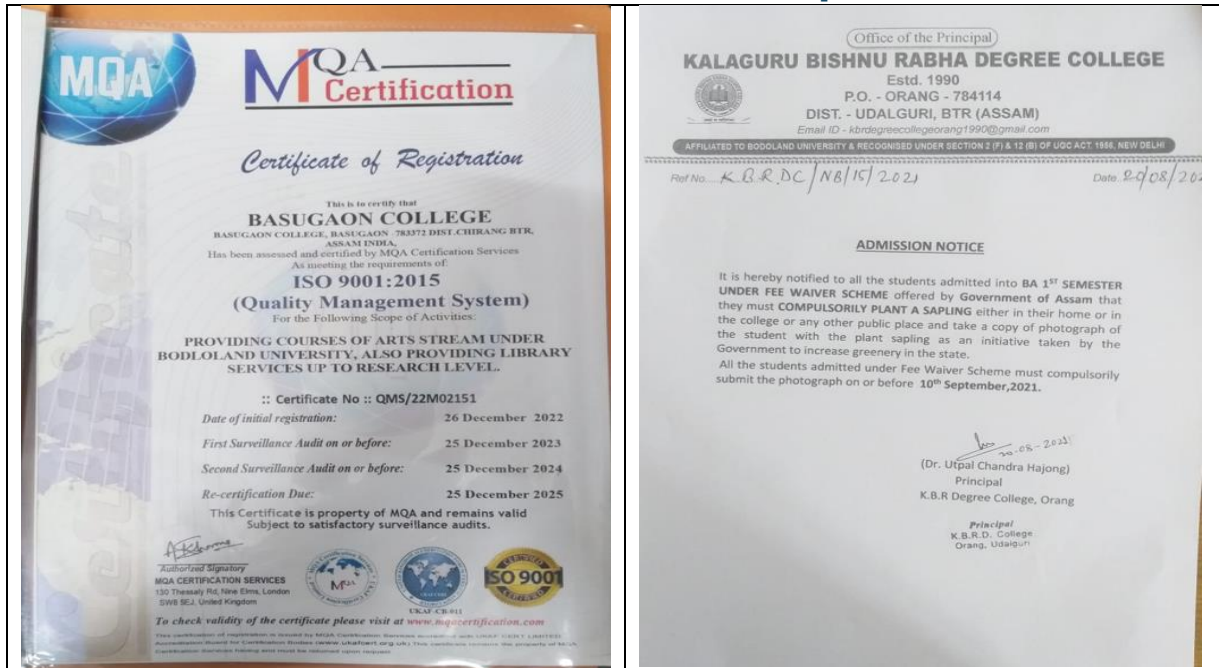 MQA
MQA
Certification
Certificate of Registration
This is to certify that
BASUGAON COLLEGE
BASUGAON COLLEGE, BASUGAON -783372 DIST.CHIRANG BTR,
ASSAM INDIA,
Has been assessed and certified by MQA Certification Services
As meeting the requirements of:
ISO 9001:2015
(Quality Management System)
For the Following Scope of Activities:
PROVIDING COURSES OF ARTS STREAM UNDER
BODLOLAND UNIVERSITY, ALSO PROVIDING LIBRARY
SERVICES UP TO RESEARCH LEVEL.
:: Certificate No :: QMS/22M02151
Date of initial registration: 26 December 2022
First Surveillance Audit on or before: 25 December 2023
Second Surveillance Audit on or before: 25 December 2024
Re-certification Due: 25 December 2025
This Certificate is property of MQA and remains valid
Subject to satisfactory surveillance audits.
Authorized Signatory
MQA CERTIFICATION SERVICES
130 Thessaly Rd, Nine Elms, London
SW8 5EJ, United Kingdom
MQA
UKAF-CB-011
CERTIFIED
ISO 9001
To check validity of the certificate please visit at www.mqacertification.com
Certificate
Office of the Principal
KALAGURU BISHNU RABHA DEGREE COLLEGE
Estd. 1990
P.O. - ORANG - 784114
DIST. - UDALGURI, BTR (ASSAM)
Email ID - kbrdegreecollegeorang1990@gmail.com
AFFILIATED TO BODOLAND UNIVERSITY & RECOGNISED UNDER SECTION 2 (F) & 12 (B) OF UGC ACT. 1956, NEW DELHI
Ref No. K.B.R.DC/NB/15/2021 Date 20/08/202
ADMISSION NOTICE
It is hereby notified to all the students admitted into BA 1ST SEMESTER
UNDER FEE WAIVER SCHEME offered by Government of Assam that
they must COMPULSORILY PLANT A SAPLING either in their home or in
the college or any other public place and take a copy of photograph of
the student with the plant sapling as an initiative taken by the
Government to increase greenery in the state.
All the students admitted under Fee Waiver Scheme must compulsorily
submit the photograph on or before 10th September,2021.
20-08-2021
(Dr. Utpal Chandra Hajong)
Principal
K.B.R Degree College, Orang
Principal
K.B.R.D. College
Orang, Udalguri